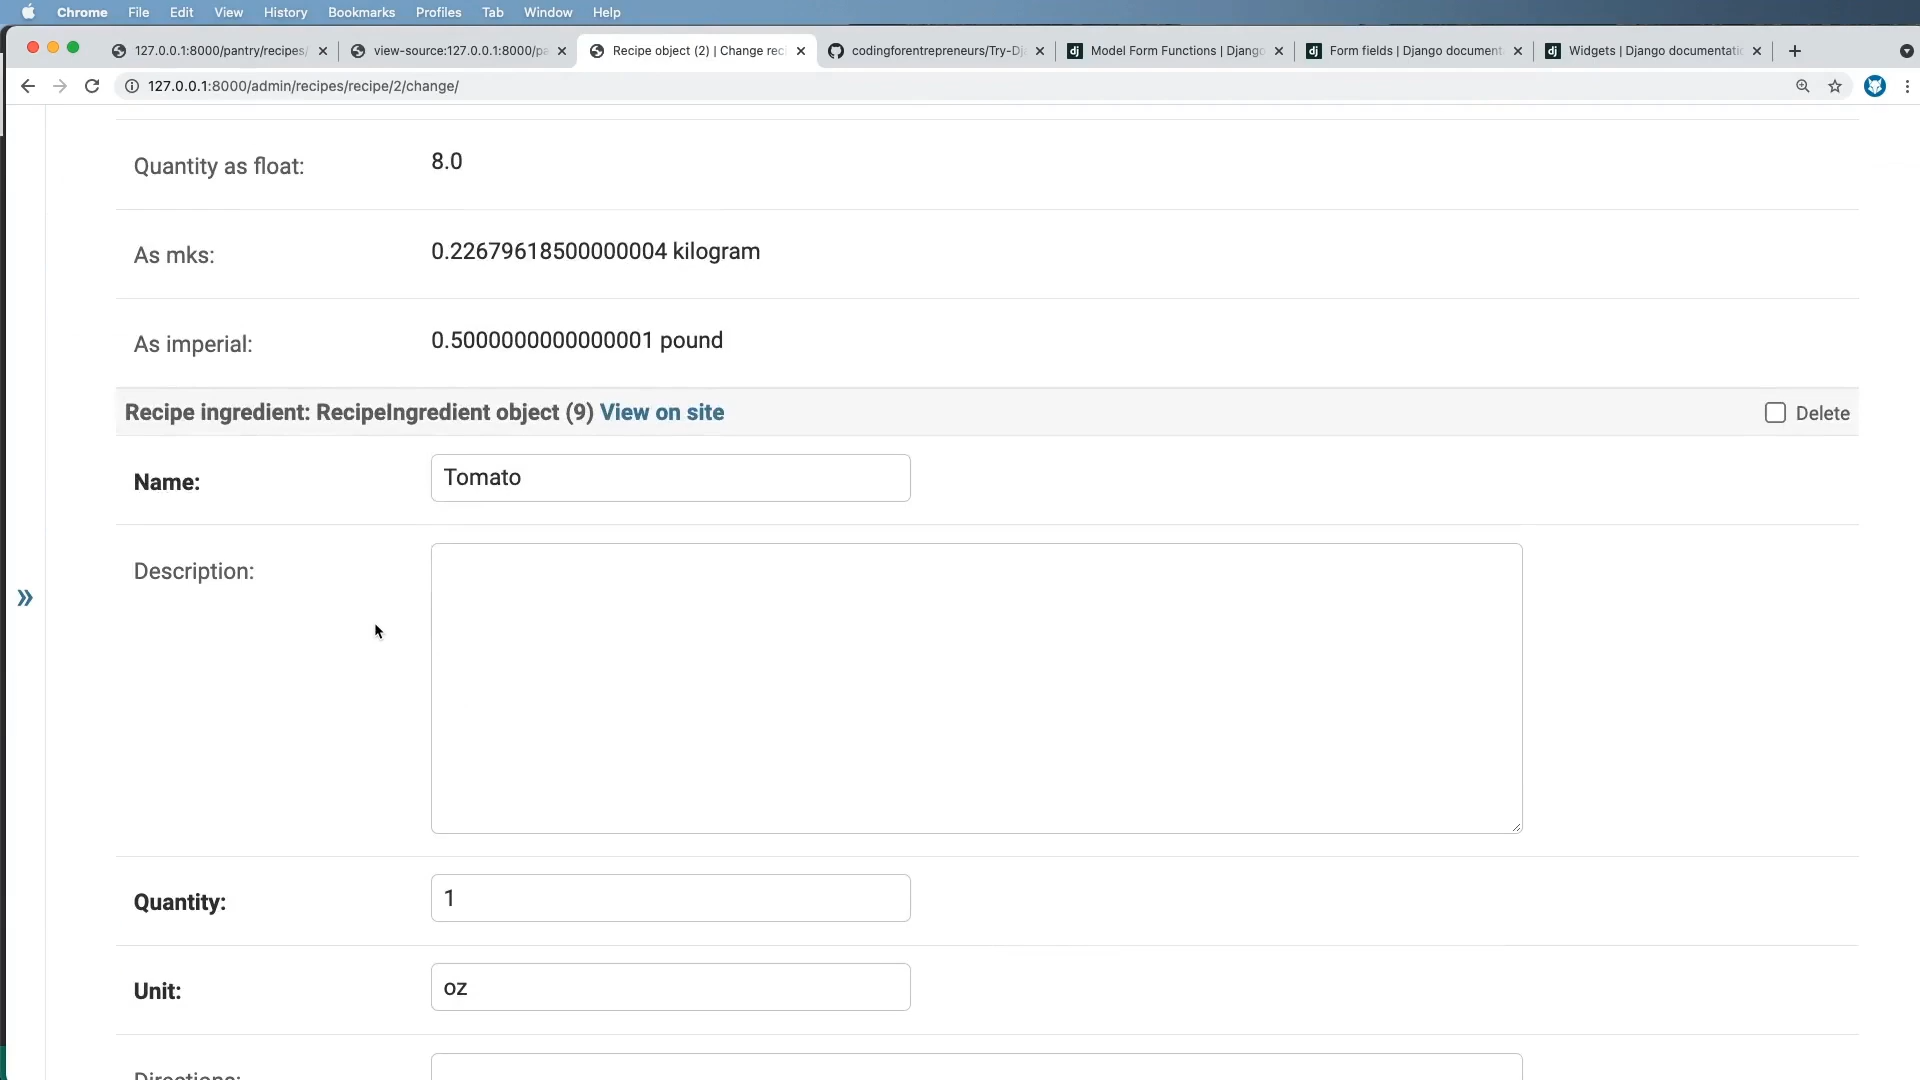 Chrome File Edit View History Bookmarks Profiles Tab Window Help
127.0.0.1:8000/pantry/recipes/ view-source:127.0.0.1:8000/pa Recipe object (2) | Change rec codingforentrepreneurs/Try-Dj Model Form Functions | Django Form fields | Django document Widgets | Django documentatic
127.0.0.1:8000/admin/recipes/recipe/2/change/
Quantity as float: 8.0
As mks: 0.22679618500000004 kilogram
As imperial: 0.5000000000000001 pound
Recipe ingredient: RecipeIngredient object (9) View on site Delete
Name: Tomato
Description:
»
Quantity: 1
Unit: oz
Directions: